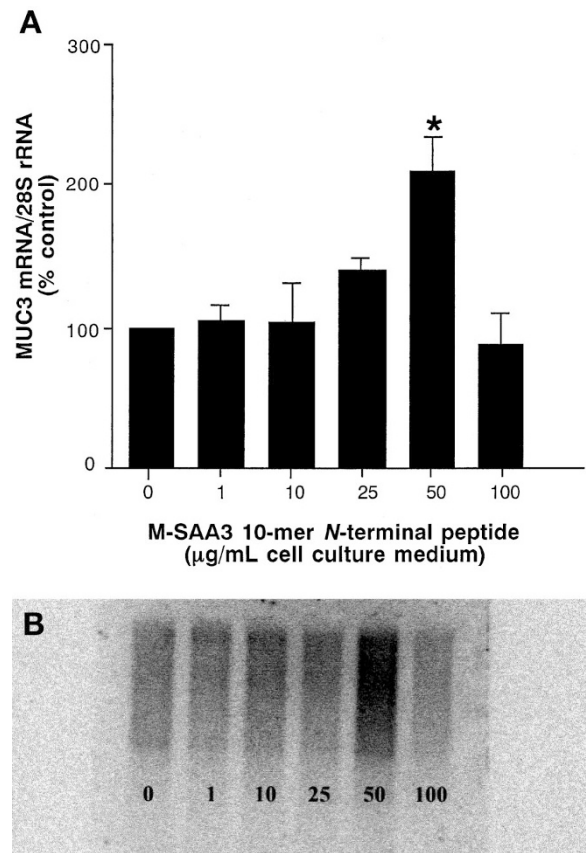 A
300
200
100
0
MUC3 mRNA/28S rRNA
(% control)
*
0 1 10 25 50 100
M-SAA3 10-mer N-terminal peptide
(µg/mL cell culture medium)
B
0 1 10 25 50 100